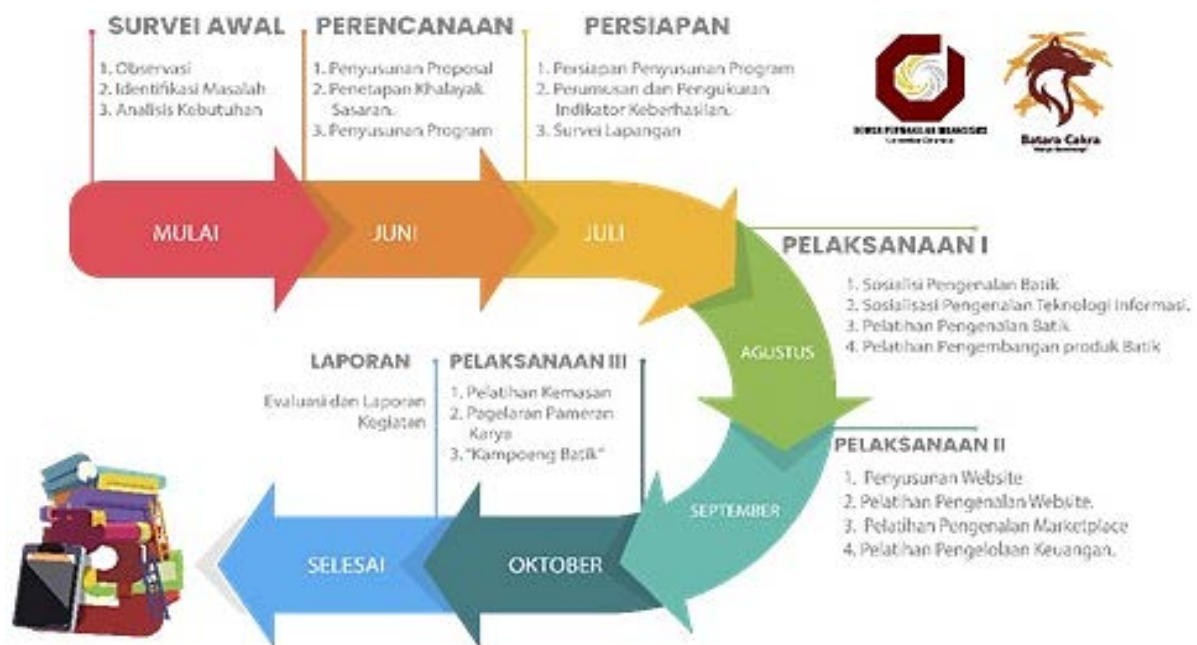 SURVEI AWAL
1. Observasi
2. Identifikasi Masalah
3. Analisis Kebutuhan
PERENCANAAN
1. Penyusunan Proposal
2. Penetapan Khalayak
Sasaran.
3. Penyusunan Program
PERSIAPAN
1. Persiapan Penyusunan Program
2. Perumusan dan Pengukuran
Indikator Keberhasilan.
3. Survei Lapangan
Batara Cakra
MULAI
JUNI
JULI
PELAKSANAAN I
1. Sosialisi Pengenalan Batik
2. Sosialisasi Pengenalan Teknologi Informasi.
3. Pelatihan Pengenalan Batik
4. Pelatihan Pengembangan produk Batik
AGUSTUS
LAPORAN
Evaluasi dan Laporan
Kegiatan
PELAKSANAAN III
1. Pelatihan Kemasan
2. Pagelaran Pameran
Karya
3. "Kampoeng Batik"
PELAKSANAAN II
1. Penyusunan Website
2. Pelatihan Pengenalan Website.
3. Pelatihan Pengenalan Marketplace
4. Pelatihan Pengelolaan Keuangan.
SEPTEMBER
OKTOBER
SELESAI